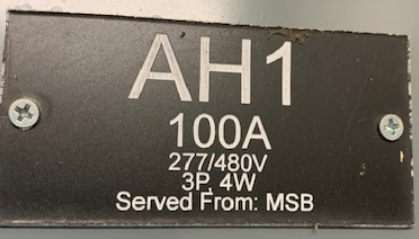 AH1
100A
277/480V
3P, 4W
Served From: MSB